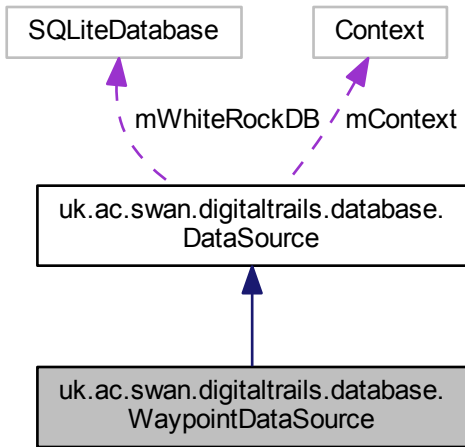 SQLiteDatabase
Context
mWhiteRockDB
mContext
uk.ac.swan.digitaltrails.database.
DataSource
uk.ac.swan.digitaltrails.database.
WaypointDataSource